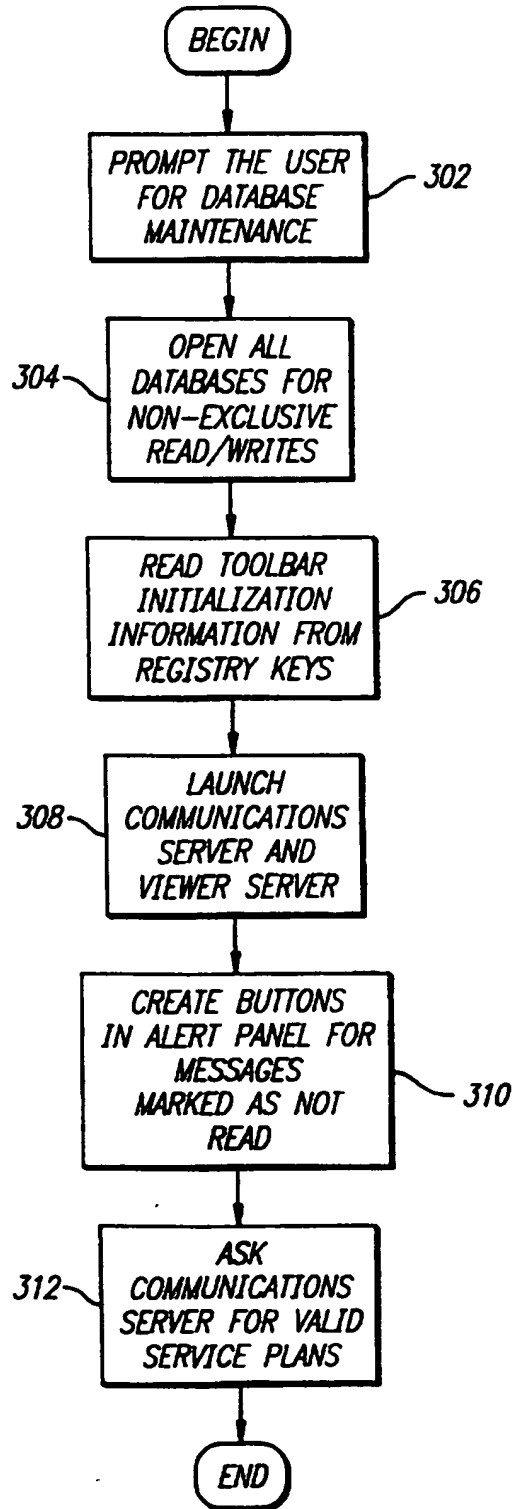 BEGIN
PROMPT THE USER
FOR DATABASE
MAINTENANCE
302
OPEN ALL
DATABASES FOR
NON-EXCLUSIVE
READ/WRITES
304
READ TOOLBAR
INITIALIZATION
INFORMATION FROM
REGISTRY KEYS
306
LAUNCH
COMMUNICATIONS
SERVER AND
VIEWER SERVER
308
CREATE BUTTONS
IN ALERT PANEL FOR
MESSAGES
MARKED AS NOT
READ
310
ASK
COMMUNICATIONS
SERVER FOR VALID
SERVICE PLANS
312
END